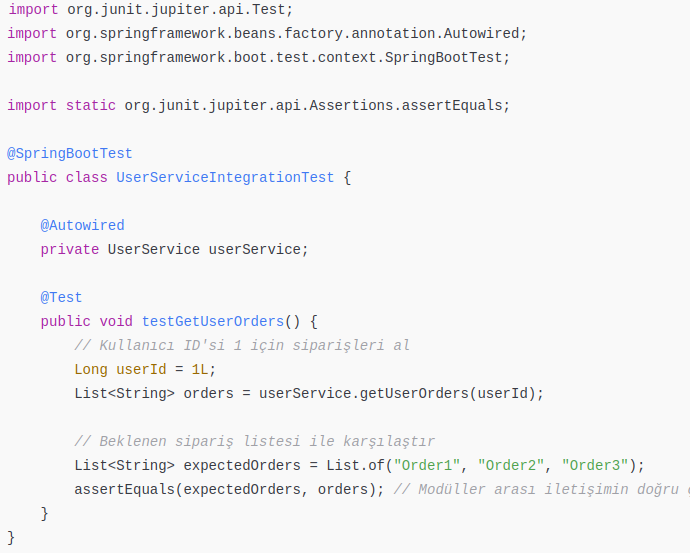 import org.junit.jupiter.api.Test;
import org.springframework.beans.factory.annotation.Autowired;
import org.springframework.boot.test.context.SpringBootTest;

import static org.junit.jupiter.api.Assertions.assertEquals;

@SpringBootTest
public class UserServiceIntegrationTest {

    @Autowired
    private UserService userService;

    @Test
    public void testGetUserOrders() {
        // Kullanıcı ID'si 1 için siparişleri al
        Long userId = 1L;
        List<String> orders = userService.getUserOrders(userId);

        // Beklenen sipariş listesi ile karşılaştır
        List<String> expectedOrders = List.of("Order1", "Order2", "Order3");
        assertEquals(expectedOrders, orders); // Modüller arası iletişimin doğru
    }
}